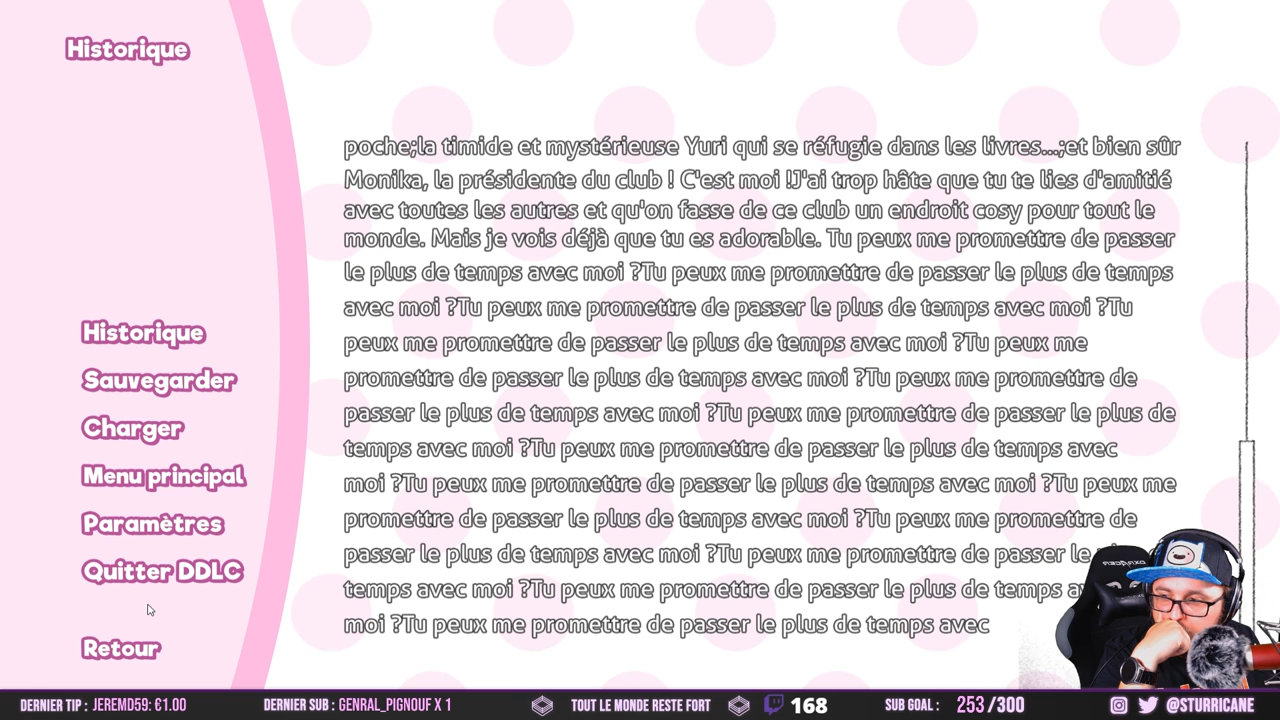 Historique
poche;la timide et mystérieuse Yuri qui se réfugie dans les livres...;et bien sûr
Monika, la présidente du club ! C'est moi !J'ai trop hâte que tu te lies d'amitié
avec toutes les autres et qu'on fasse de ce club un endroit cosy pour tout le
monde. Mais je vois déjà que tu es adorable. Tu peux me promettre de passer
le plus de temps avec moi ?Tu peux me promettre de passer le plus de temps
avec moi ?Tu peux me promettre de passer le plus de temps avec moi ?Tu
peux me promettre de passer le plus de temps avec moi ?Tu peux me
promettre de passer le plus de temps avec moi ?Tu peux me promettre de
passer le plus de temps avec moi ?Tu peux me promettre de passer le plus de
temps avec moi ?Tu peux me promettre de passer le plus de temps avec
moi ?Tu peux me promettre de passer le plus de temps avec moi ?Tu peux me
promettre de passer le plus de temps avec moi ?Tu peux me promettre de
passer le plus de temps avec moi ?Tu peux me promettre de passer le
temps avec moi ?Tu peux me promettre de passer le plus de temps
moi ?Tu peux me promettre de passer le plus de temps avec
Historique
Sauvegarder
Charger
Menu principal
Paramètres
Quitter DDLC
Retour
DERNIER TIP : JEREMD59: €1.00 DERNIER SUB : GENRAL_PIGNOUF X 1 TOUT LE MONDE RESTE FORT 168 SUB GOAL : 253/300 @STURRICANE